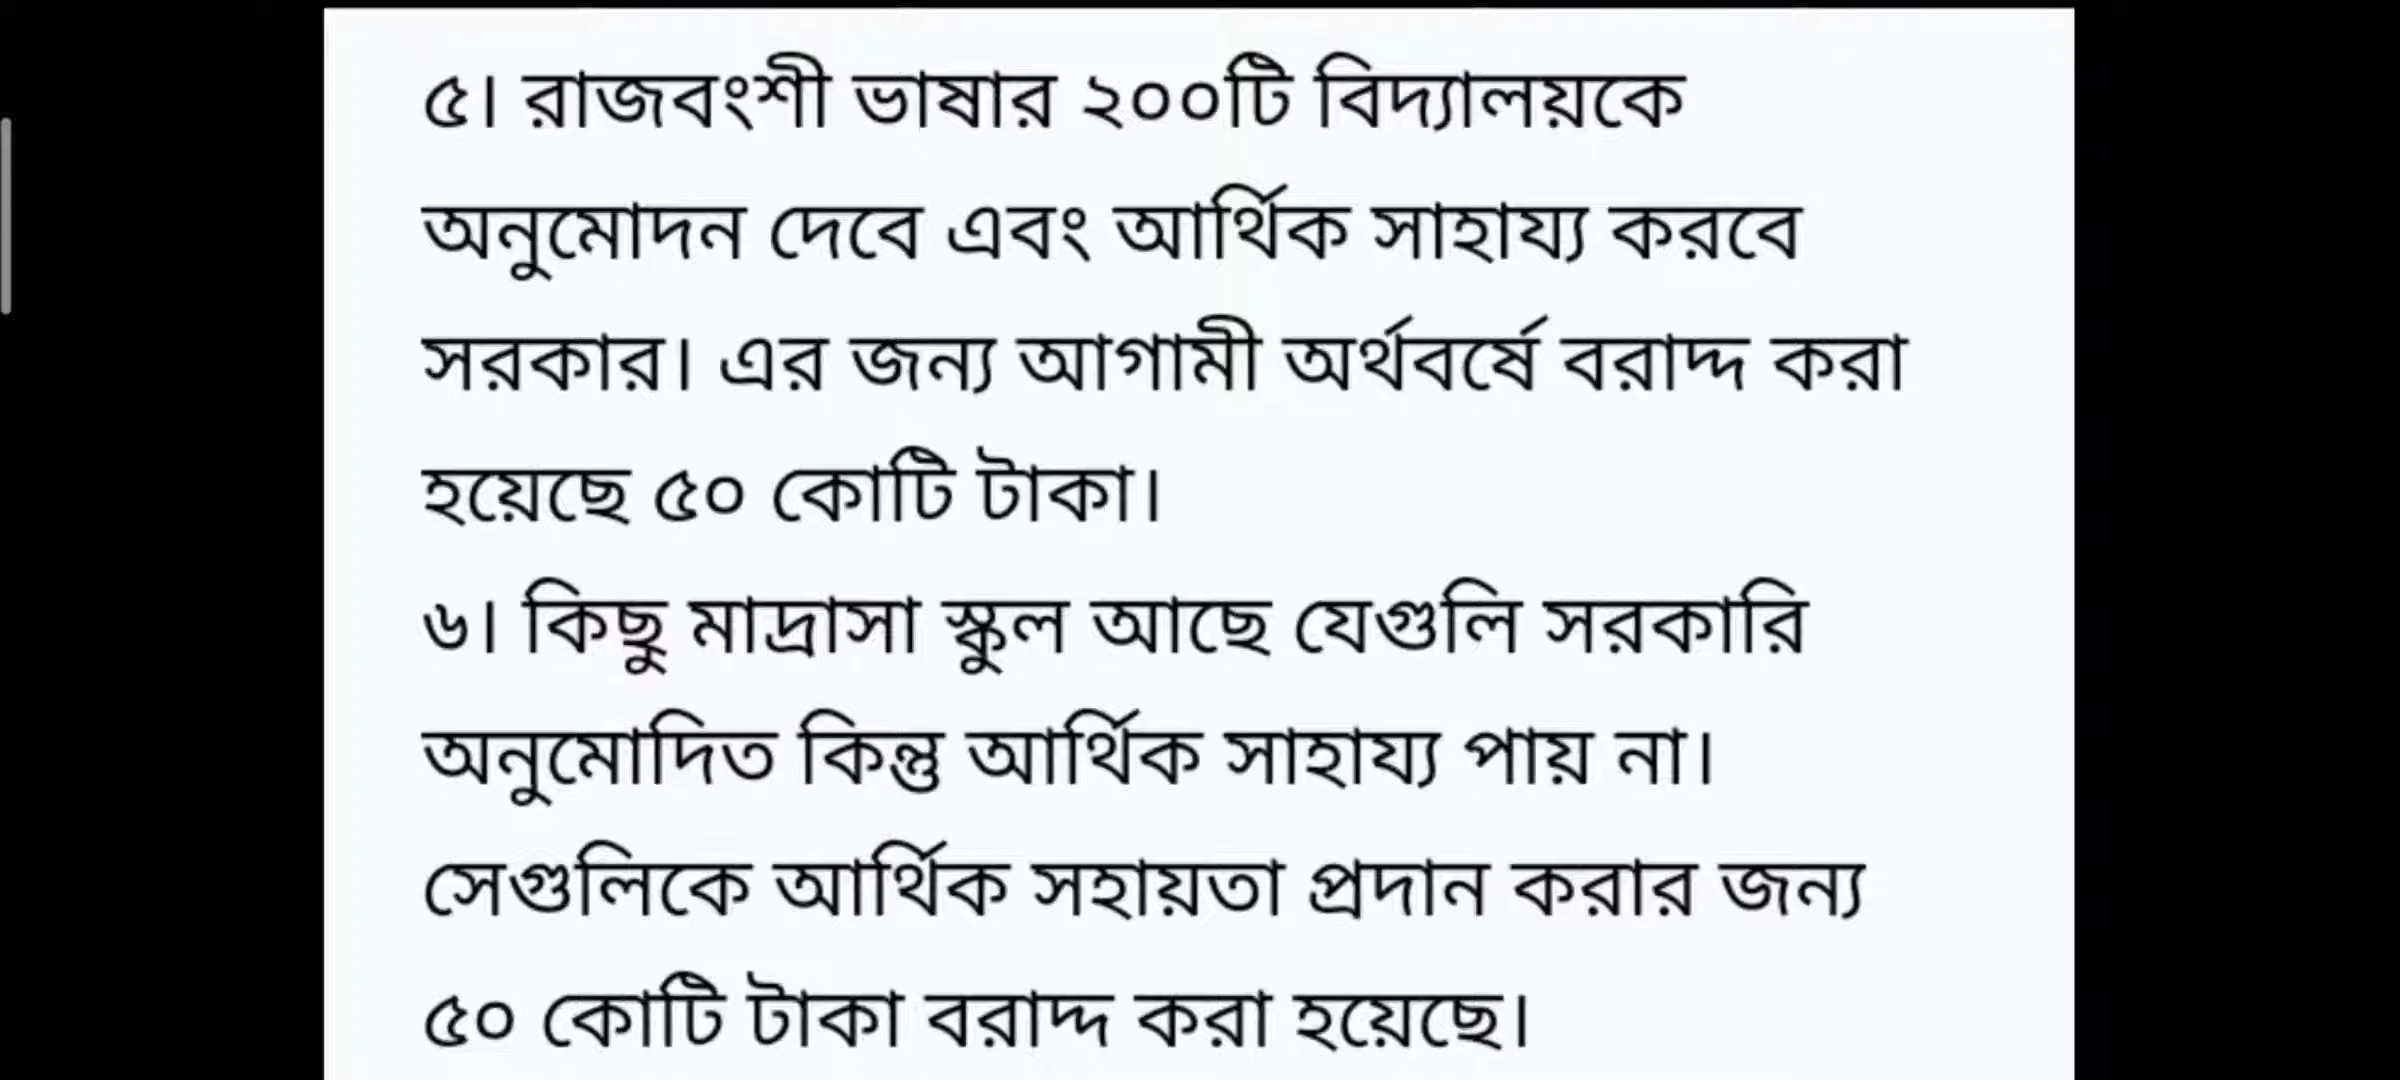 ৫। রাজবংশী ভাষার ২০০টি বিদ্যালয়কে
অনুমোদন দেবে এবং আর্থিক সাহায্য করবে
সরকার। এর জন্য আগামী অর্থবর্ষে বরাদ্দ করা
হয়েছে ৫০ কোটি টাকা।
৬। কিছু মাদ্রাসা স্কুল আছে যেগুলি সরকারি
অনুমোদিত কিন্তু আর্থিক সাহায্য পায় না।
সেগুলিকে আর্থিক সহায়তা প্রদান করার জন্য
৫০ কোটি টাকা বরাদ্দ করা হয়েছে।